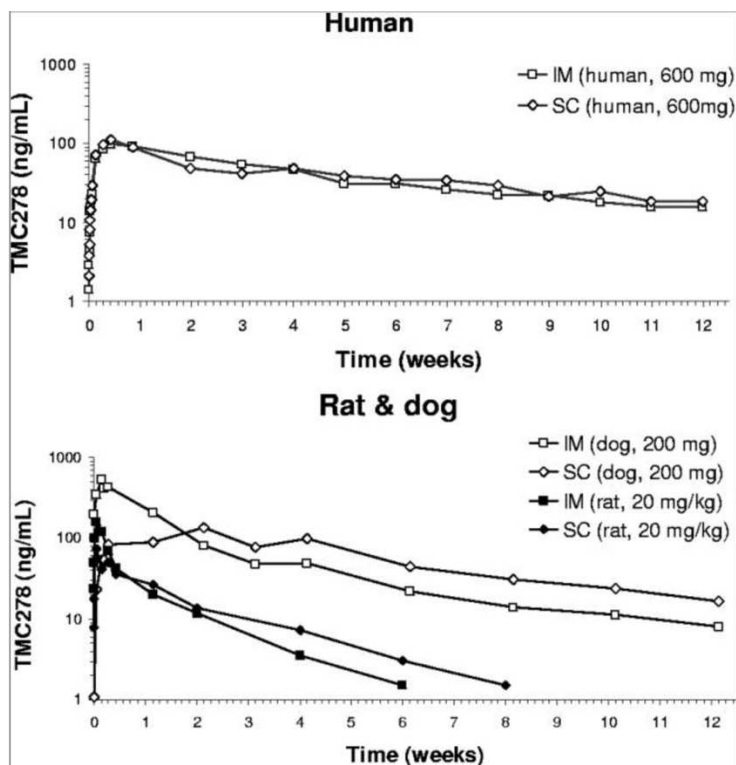 Human
IM (human, 600 mg)
SC (human, 600mg)
TMC278 (ng/mL)
1000
100
10
1
0 1 2 3 4 5 6 7 8 9 10 11 12
Time (weeks)
Rat & dog
IM (dog, 200 mg)
SC (dog, 200 mg)
IM (rat, 20 mg/kg)
SC (rat, 20 mg/kg)
TMC278 (ng/mL)
1000
100
10
1
0 1 2 3 4 5 6 7 8 9 10 11 12
Time (weeks)